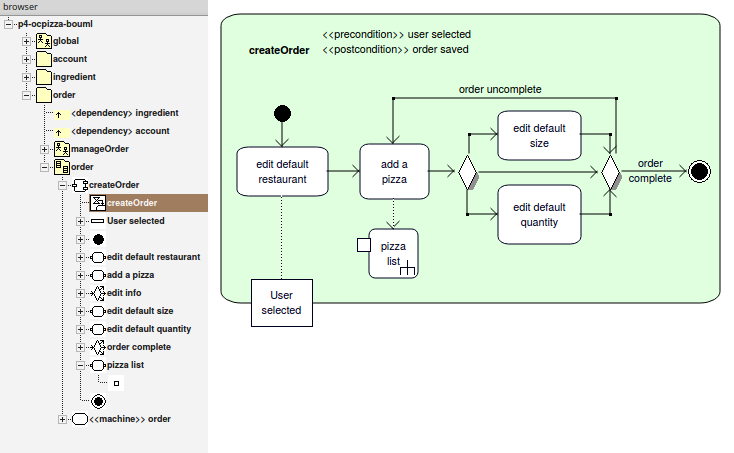 browser
p4-ocpizza-bouml
global
account
ingredient
order
<<dependency> ingredient
<<dependency> account
manageOrder
order
createOrder
createOrder
User selected
edit default restaurant
add a pizza
edit info
edit default size
edit default quantity
order complete
pizza list
<<machine>> order
<<precondition>> user selected
createOrder
<<postcondition>> order saved
order uncomplete
edit default
restaurant
add a
pizza
edit default
size
edit default
quantity
order
complete
pizza
list
User
selected